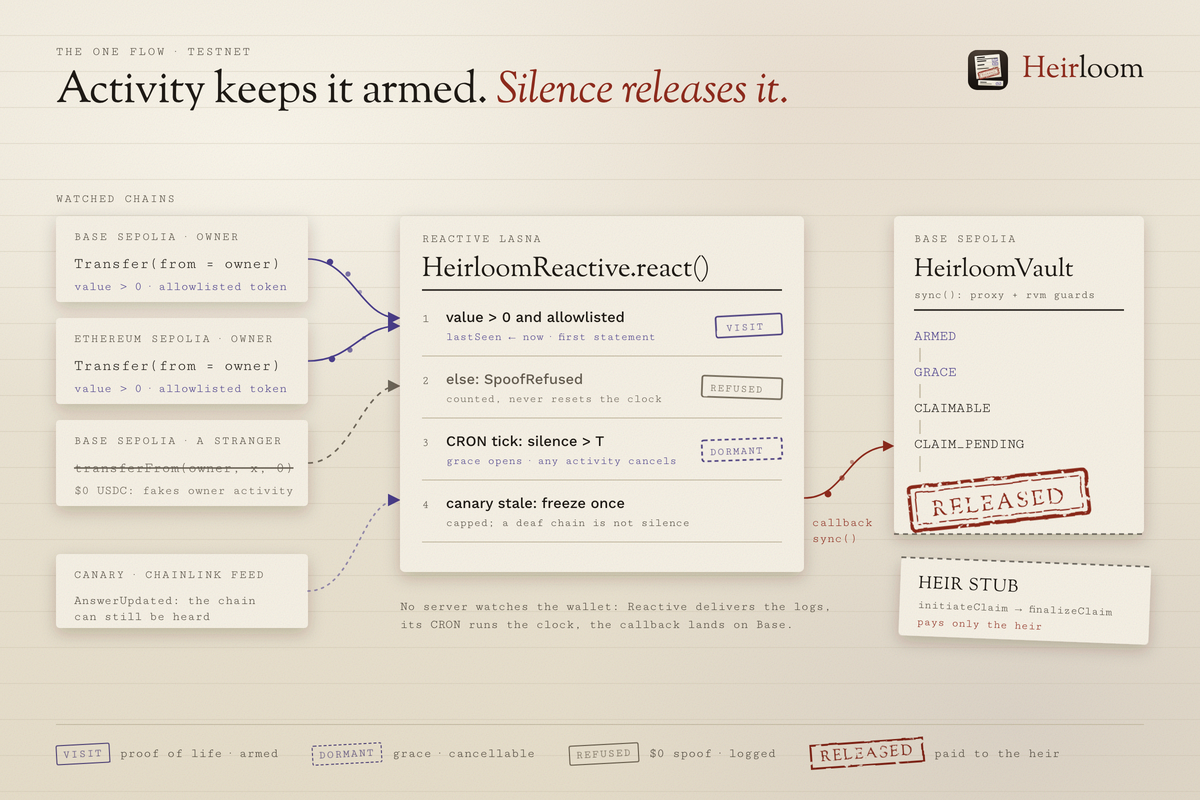 THE ONE FLOW · TESTNET
Activity keeps it armed. Silence releases it.
Heirloom
WATCHED CHAINS
BASE SEPOLIA · OWNER
Transfer(from = owner)
value > 0 · allowlisted token
ETHEREUM SEPOLIA · OWNER
Transfer(from = owner)
value > 0 · allowlisted token
BASE SEPOLIA · A STRANGER
transferFrom(owner, x, 0)
$0 USDC: fakes owner activity
CANARY · CHAINLINK FEED
AnswerUpdated: the chain
can still be heard
REACTIVE LASNA
HeirloomReactive.react()
1 value > 0 and allowlisted
lastSeen ← now · first statement
VISIT
2 else: SpoofRefused
counted, never resets the clock
REFUSED
3 CRON tick: silence > T
grace opens · any activity cancels
DORMANT
4 canary stale: freeze once
capped; a deaf chain is not silence
No server watches the wallet: Reactive delivers the logs,
its CRON runs the clock, the callback lands on Base.
callback
sync()
BASE SEPOLIA
HeirloomVault
sync(): proxy + rvm guards
ARMED
GRACE
CLAIMABLE
CLAIM_PENDING
RELEASED
HEIR STUB
initiateClaim → finalizeClaim
pays only the heir
VISIT proof of life · armed
DORMANT grace · cancellable
REFUSED $0 spoof · logged
RELEASED paid to the heir